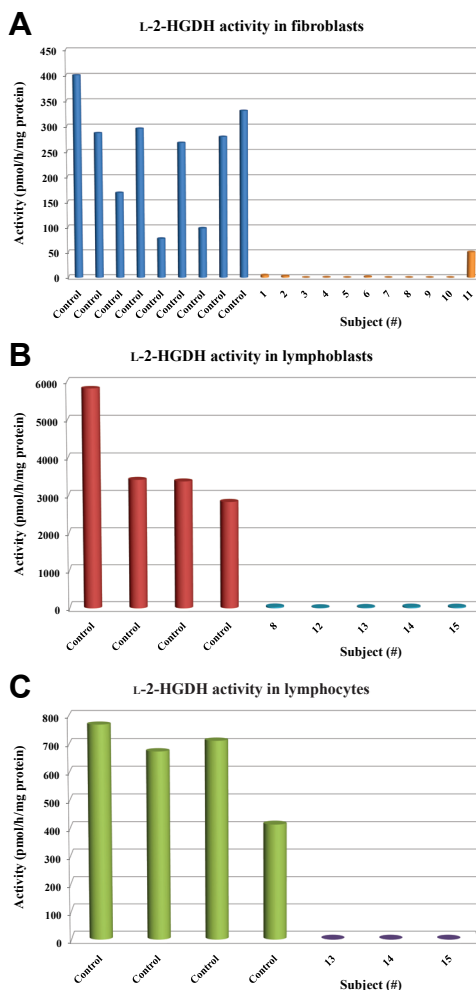 A
L-2-HGDH activity in fibroblasts
Activity (pmol/h/mg protein)
450
400
350
300
250
200
150
100
50
0
Control Control Control Control Control Control Control Control Control 1 2 3 4 5 6 7 8 9 10 11
Subject (#)
B
L-2-HGDH activity in lymphoblasts
Activity (pmol/h/mg protein)
6000
5000
4000
3000
2000
1000
0
Control Control Control Control 8 12 13 14 15
Subject (#)
C
L-2-HGDH activity in lymphocytes
Activity (pmol/h/mg protein)
800
700
600
500
400
300
200
100
0
Control Control Control Control 13 14 15
Subject (#)